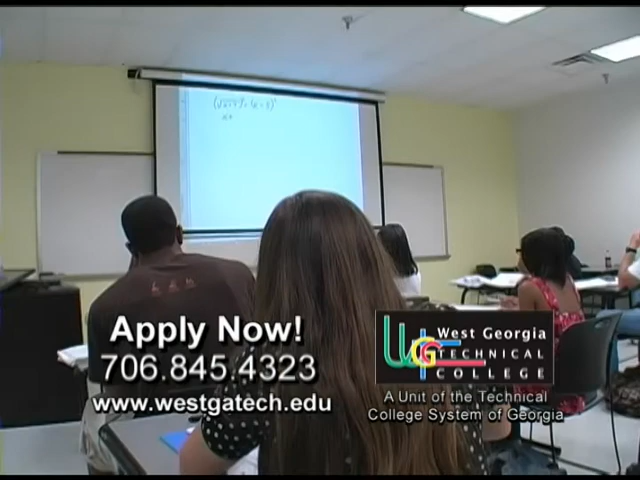 Apply Now!
706.845.4323
www.westgatech.edu
West Georgia
TECHNICAL
COLLEGE
A Unit of the Technical
College System of Georgia